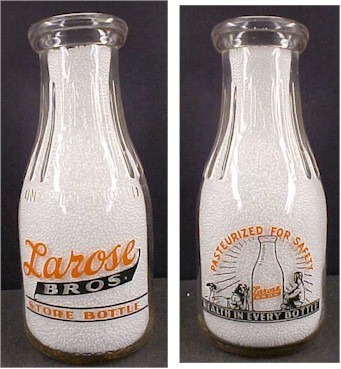 Larose
BROS.
STORE BOTTLE
PASTEURIZED FOR SAFETY
Larose
HEALTH IN EVERY BOTTLE